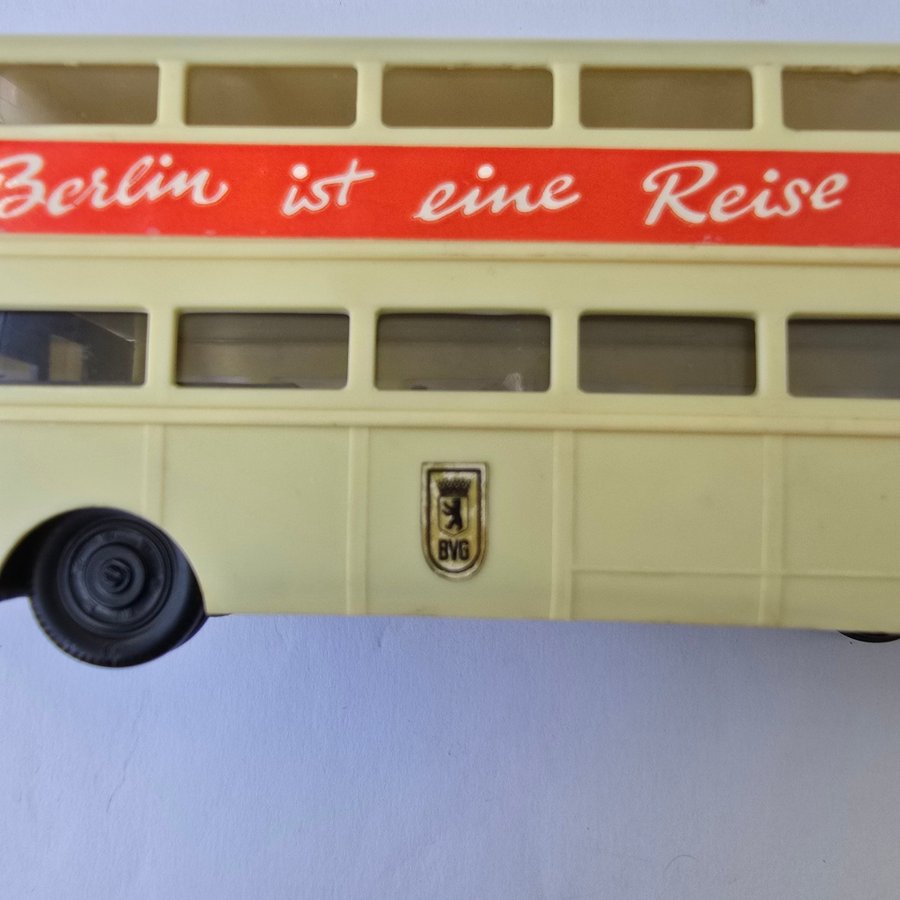 Berlin ist eine Reise
BVG